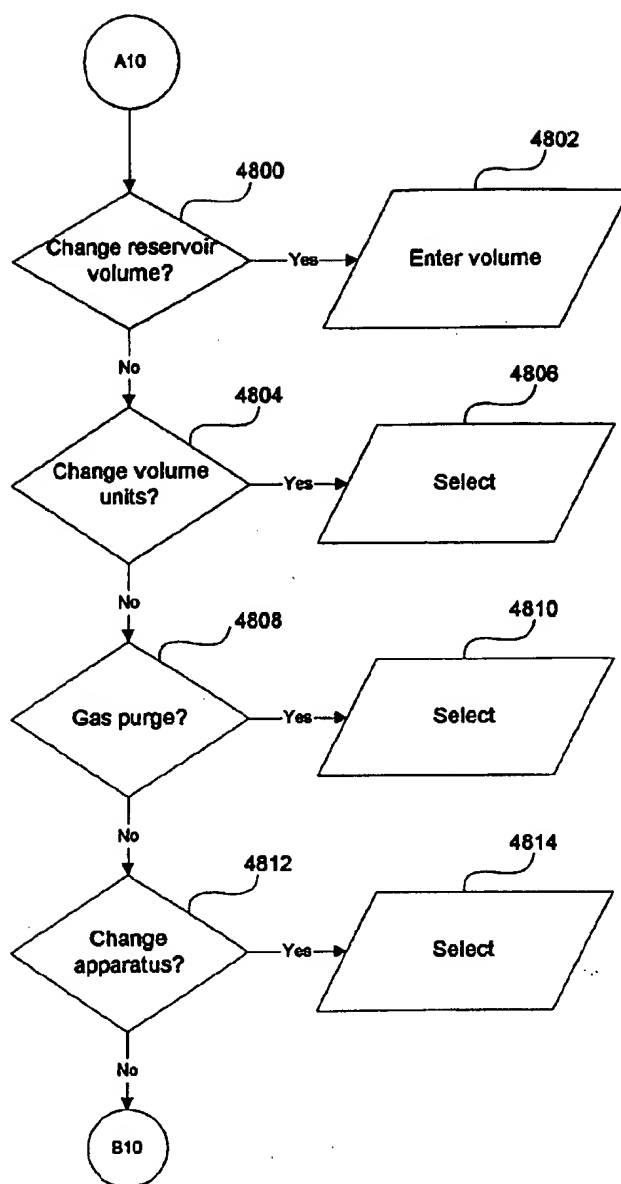 A10
4800
4802
Change reservoir
volume?
Yes
Enter volume
No
4804
4806
Change volume
units?
Yes
Select
No
4808
4810
Gas purge?
Yes
Select
No
4812
4814
Change
apparatus?
Yes
Select
No
B10